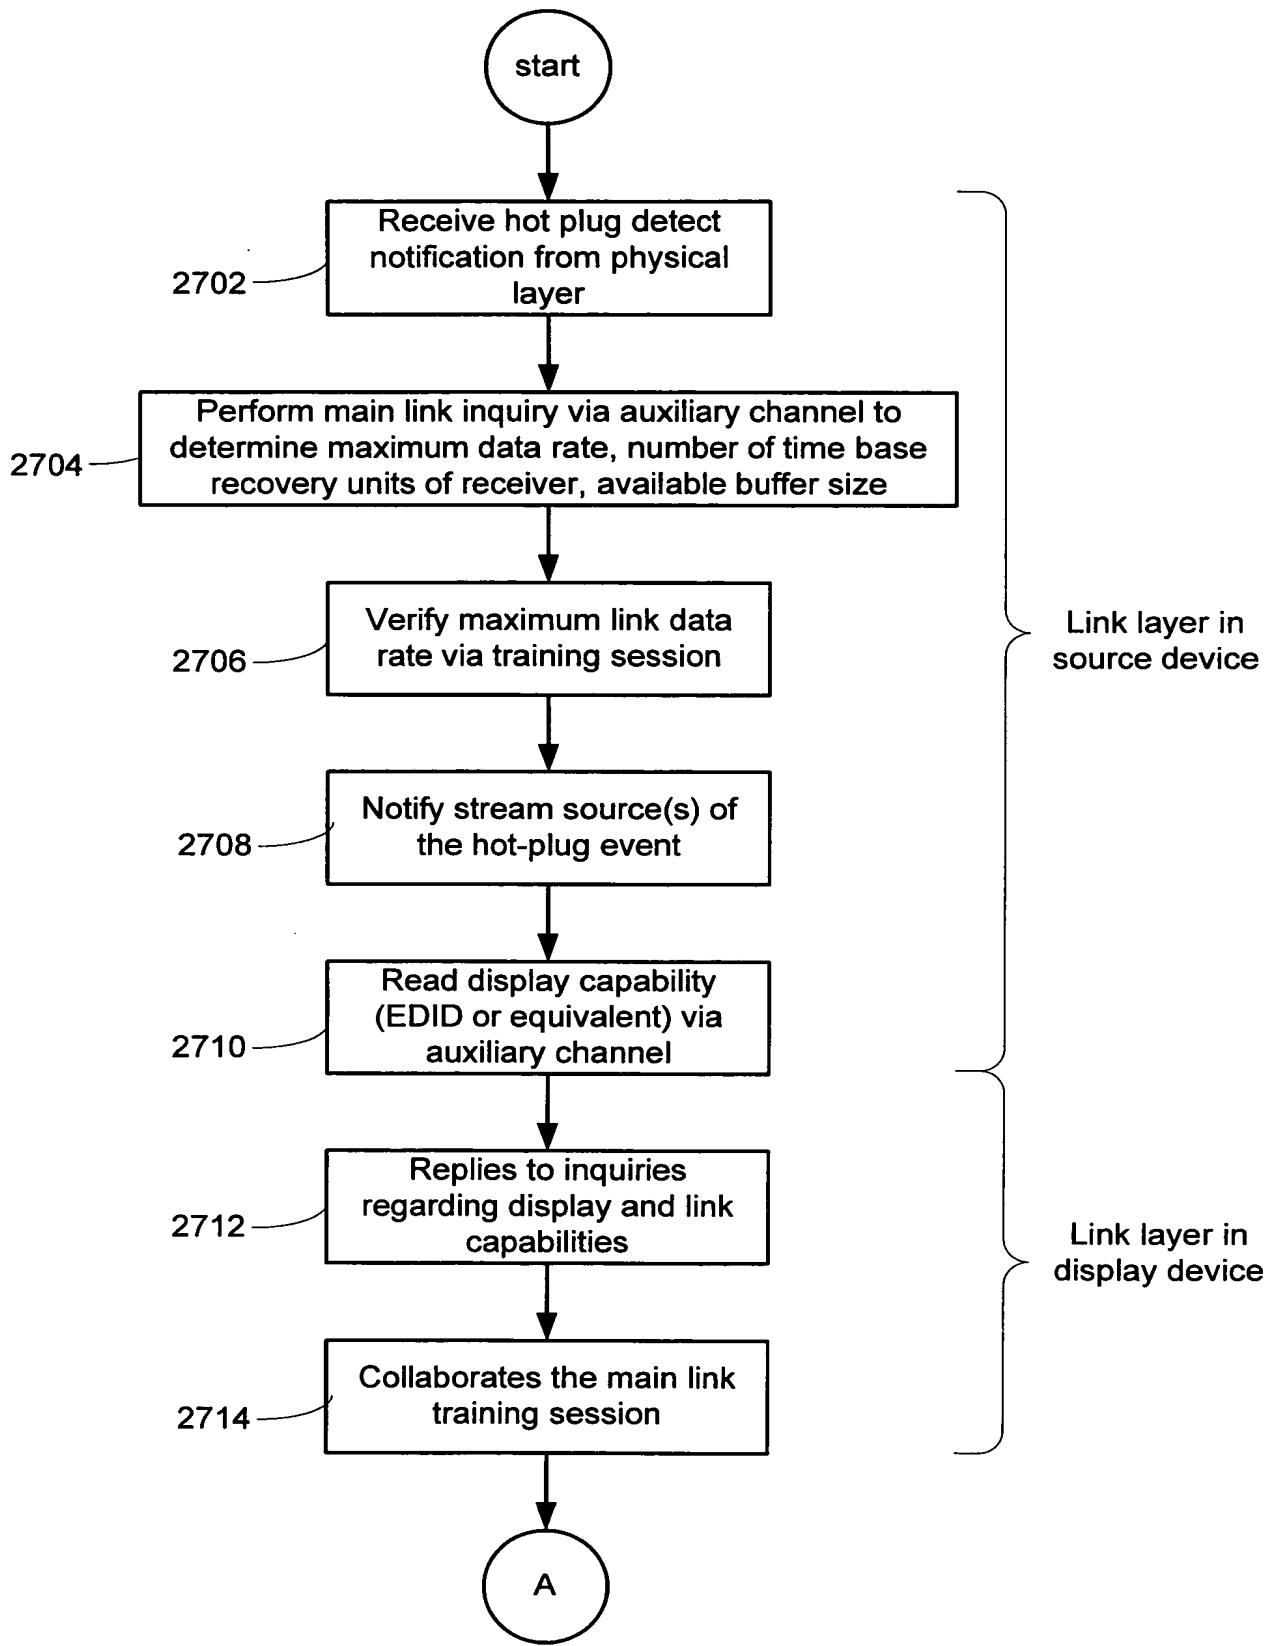 start
Receive hot plug detect
notification from physical
layer
2702
Perform main link inquiry via auxiliary channel to
determine maximum data rate, number of time base
recovery units of receiver, available buffer size
2704
Verify maximum link data
rate via training session
2706
Link layer in
source device
Notify stream source(s) of
the hot-plug event
2708
Read display capability
(EDID or equivalent) via
auxiliary channel
2710
Replies to inquiries
regarding display and link
capabilities
2712
Link layer in
display device
Collaborates the main link
training session
2714
A